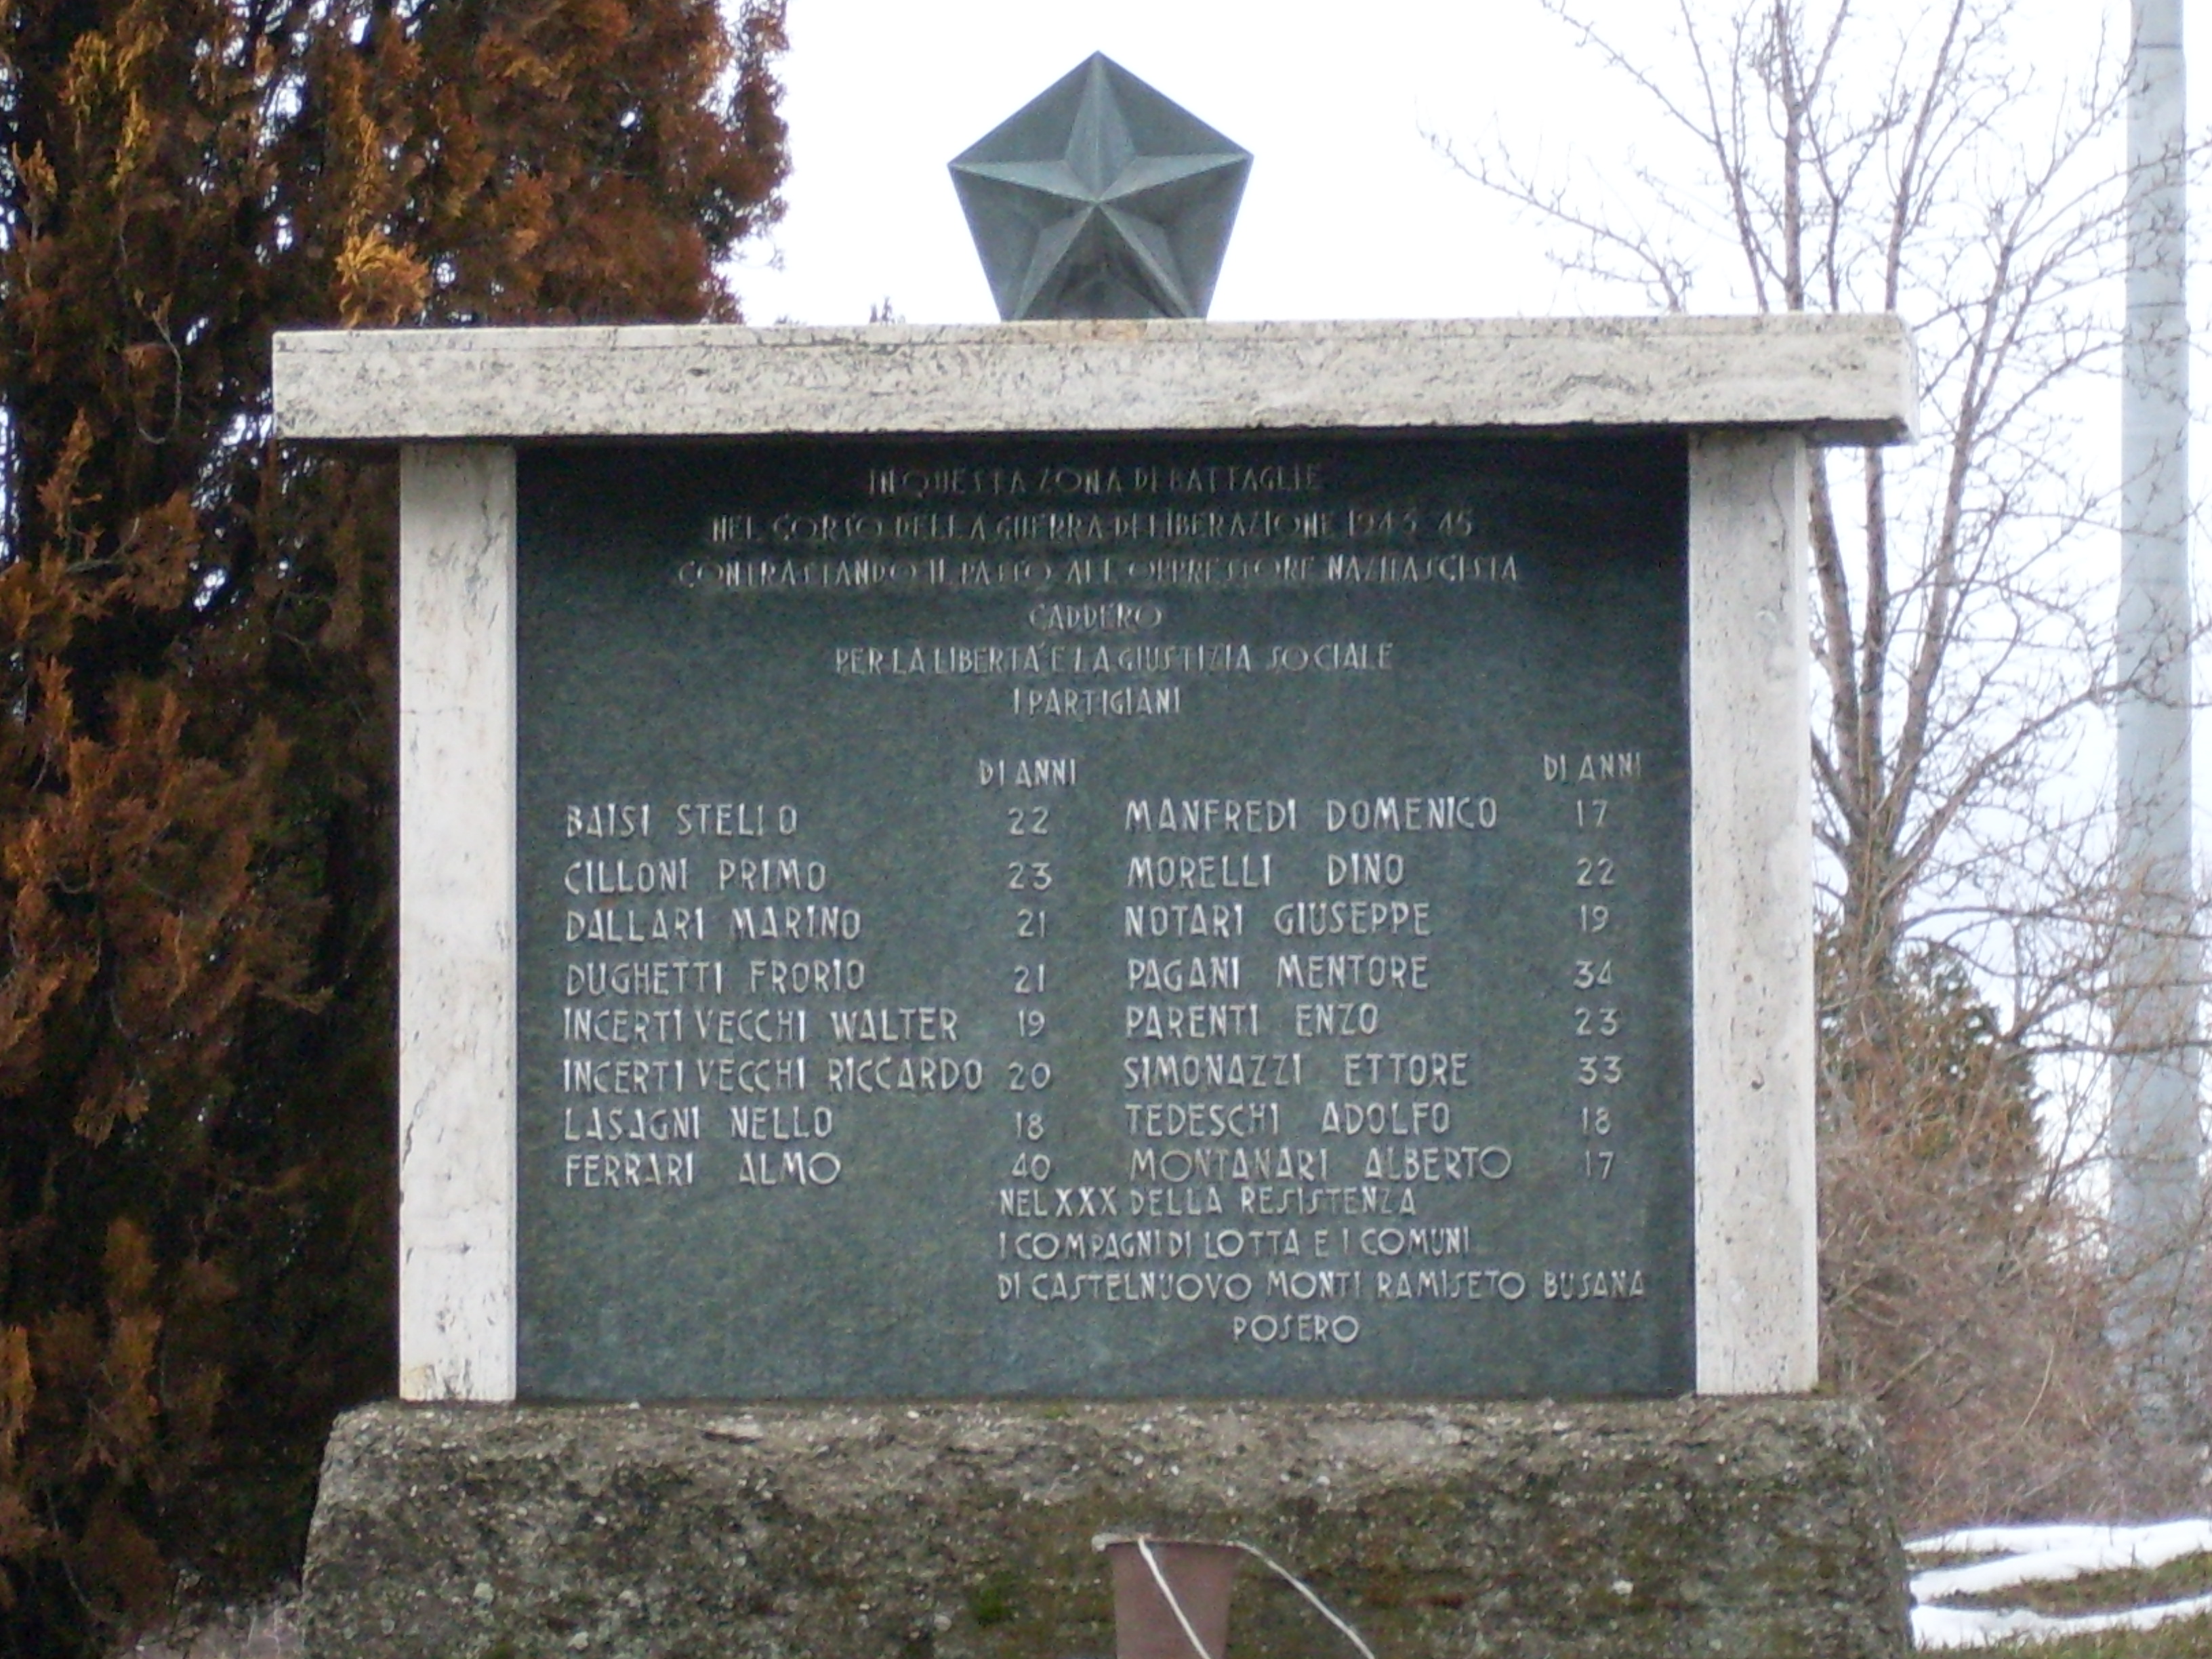 IN QUESTA ZONA DI BATTAGLIE
NEL CORSO DELLA GUERRA DI LIBERAZIONE 1943 45
CONTRASTANDO IL PASSO ALL OPPRESSORE NAZIFASCISTA
CADDERO
PER LA LIBERTA' E LA GIUSTIZIA SOCIALE
I PARTIGIANI
DI ANNI DI ANNI
BAISI STELLO 22 MANFREDI DOMENICO 17
CILLONI PRIMO 23 MORELLI DINO 22
DALLARI MARINO 21 NOTARI GIUSEPPE 19
DUGHETTI FRORIO 21 PAGANI MENTORE 34
INCERTI VECCHI WALTER 19 PARENTI ENZO 23
INCERTI VECCHI RICCARDO 20 SIMONAZZI ETTORE 33
LASAGNI NELLO 18 TEDESCHI ADOLFO 18
FERRARI ALMO 40 MONTANARI ALBERTO 17
NEL XXX DELLA RESISTENZA
I COMPAGNI DI LOTTA E I COMUNI
DI CASTELNUOVO MONTI RAMISETO BUSANA
POSERO